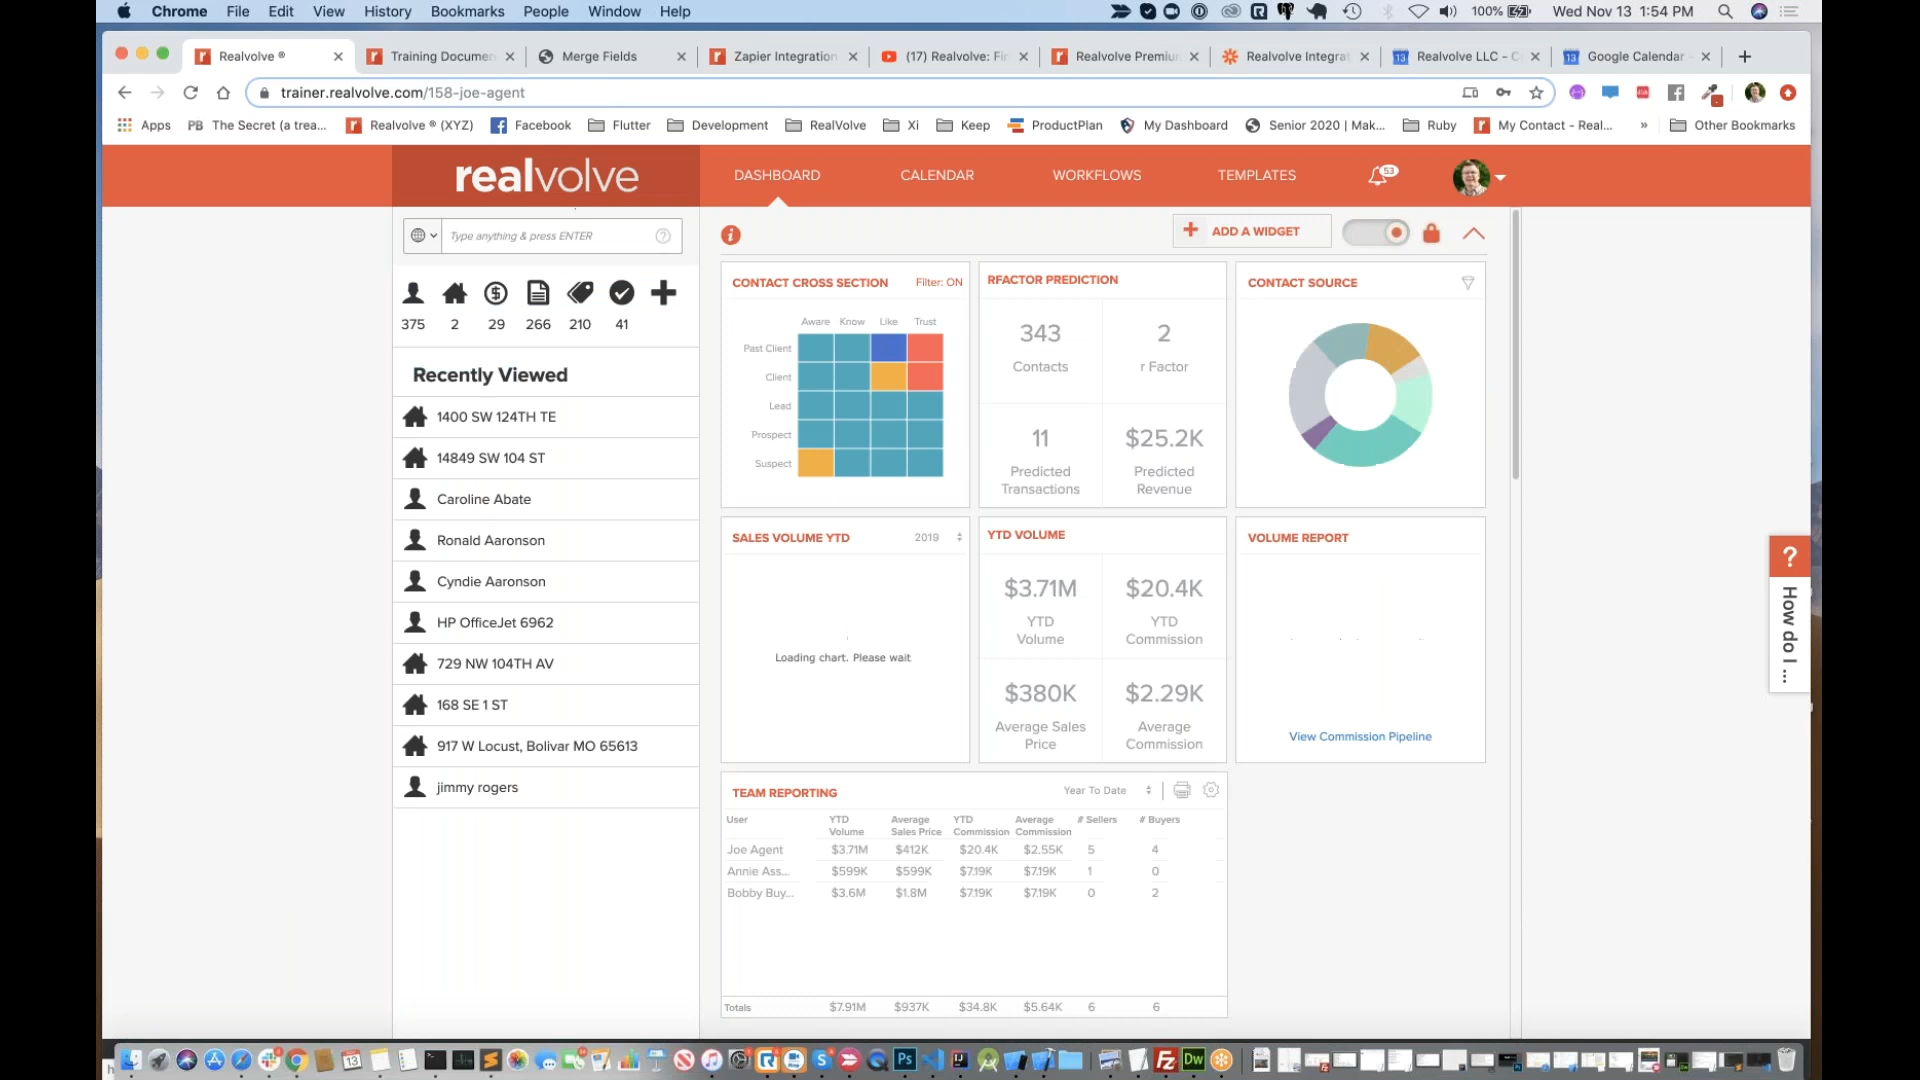 Chrome File Edit View History Bookmarks People Window Help 100% Wed Nov 13 1:54 PM
Realvolve ® Training Documen Merge Fields Zapier Integration (17) Realvolve: Fi Realvolve Premiu Realvolve Integra Realvolve LLC - C Google Calendar -
trainer.realvolve.com/158-joe-agent
Apps PB The Secret (a trea... Realvolve ® (XYZ) Facebook Flutter Development RealVolve Xi Keep ProductPlan My Dashboard Senior 2020 | Mak... Ruby My Contact - Real... » Other Bookmarks
realvolve DASHBOARD CALENDAR WORKFLOWS TEMPLATES 53
Type anything & press ENTER
375 2 29 266 210 41
Recently Viewed
1400 SW 124TH TE
14849 SW 104 ST
Caroline Abate
Ronald Aaronson
Cyndie Aaronson
HP OfficeJet 6962
729 NW 104TH AV
168 SE 1 ST
917 W Locust, Bolivar MO 65613
jimmy rogers
ADD A WIDGET
CONTACT CROSS SECTION Filter: ON
Aware Know Like Trust
Past Client
Client
Lead
Prospect
Suspect
RFACTOR PREDICTION
343 2
Contacts r Factor
11 $25.2K
Predicted Predicted
Transactions Revenue
CONTACT SOURCE
SALES VOLUME YTD 2019
Loading chart. Please wait
YTD VOLUME
$3.71M $20.4K
YTD YTD
Volume Commission
$380K $2.29K
Average Sales Average
Price Commission
VOLUME REPORT
View Commission Pipeline
TEAM REPORTING Year To Date
User YTD Volume Average Sales Price YTD Commission Average Commission # Sellers # Buyers
Joe Agent $3.71M $412K $20.4K $2.55K 5 4
Annie Ass... $599K $599K $7.19K $7.19K 1 0
Bobby Buy... $3.6M $1.8M $7.19K $7.19K 0 2
Totals $7.91M $937K $34.8K $5.64K 6 6
? How do I ...